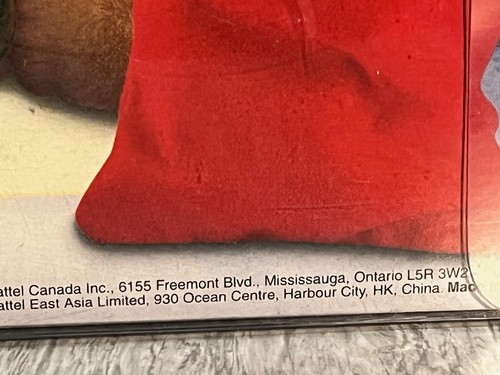 attel Canada Inc., 6155 Freemont Blvd., Mississauga, Ontario L5R 3W2
attel East Asia Limited, 930 Ocean Centre, Harbour City, HK, China. Mad